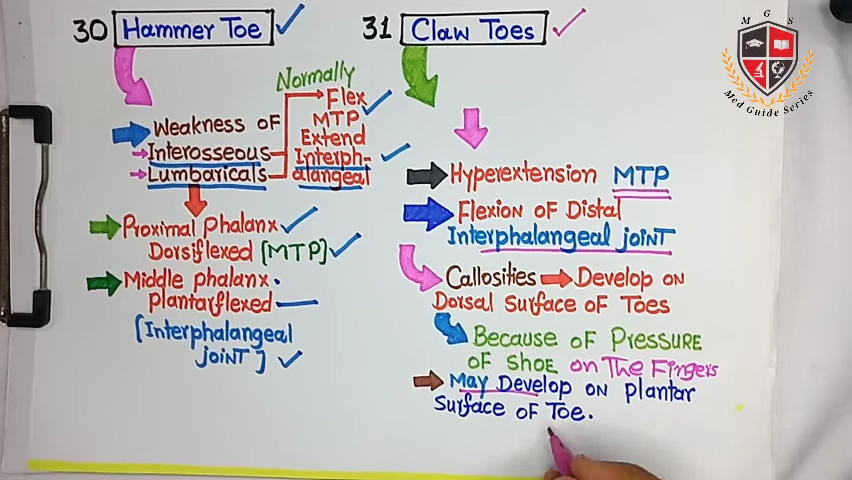 30 Hammer Toe
Normally
Weakness of
Interosseous
Lumbaricals
Flex
MTP
Extend
Interph-
alangeal
Proximal Phalanx
Dorsiflexed [MTP]
Middle phalanx.
plantarflexed
[Interphalangeal
joint]
31 Claw Toes
Hyperextension MTP
Flexion of Distal
Interphalangeal joint
Callosities Develop on
Dorsal Surface of Toes
Because of Pressure
of shoe on The Fingers
May Develop on plantar
Surface of Toe.
M G S
Med Guide Series